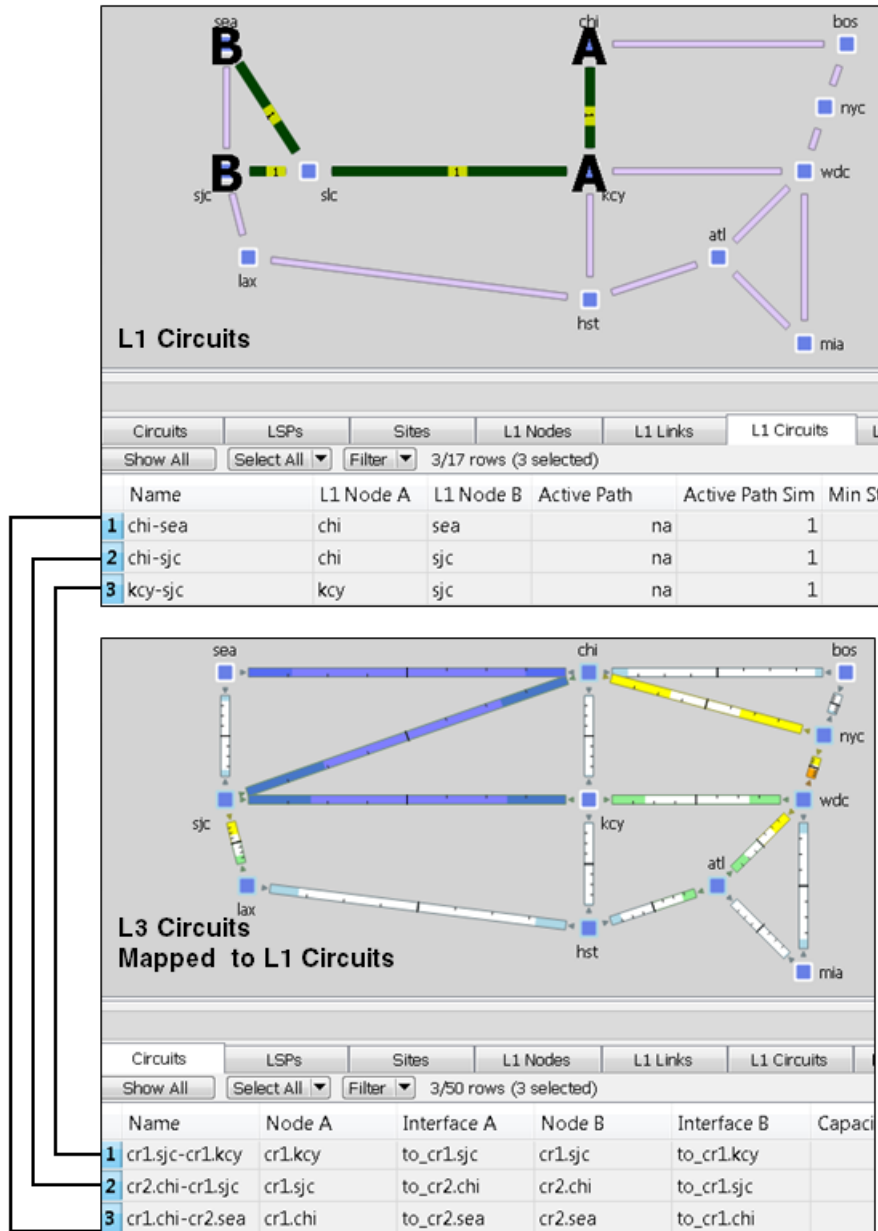 sea
chi
bos
B
A
nyc
1
1
B
1
1
A
wdc
sjc
slc
kcy
atl
lax
hst
mia
L1 Circuits
Circuits LSPs Sites L1 Nodes L1 Links L1 Circuits L
Show All Select All Filter 3/17 rows (3 selected)
Name L1 Node A L1 Node B Active Path Active Path Sim Min St
1 chi-sea chi sea na 1
2 chi-sjc chi sjc na 1
3 kcy-sjc kcy sjc na 1
sea
chi
bos
nyc
sjc
kcy
wdc
atl
lax
hst
mia
L3 Circuits
Mapped to L1 Circuits
Circuits LSPs Sites L1 Nodes L1 Links L1 Circuits
Show All Select All Filter 3/50 rows (3 selected)
Name Node A Interface A Node B Interface B Capaci
1 cr1.sjc-cr1.kcy cr1.kcy to_cr1.sjc cr1.sjc to_cr1.kcy
2 cr2.chi-cr1.sjc cr1.sjc to_cr2.chi cr2.chi to_cr1.sjc
3 cr1.chi-cr2.sea cr1.chi to_cr2.sea cr2.sea to_cr1.chi